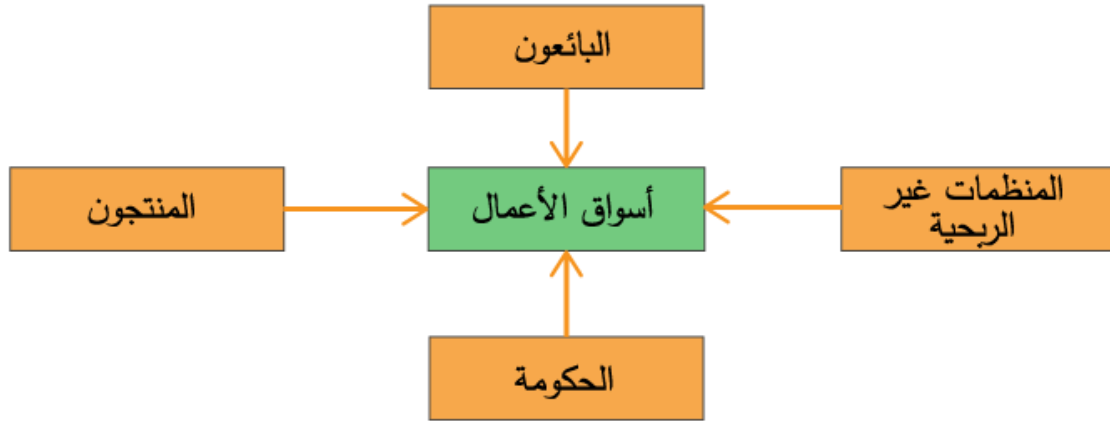 البائعون
المنظمات غير
الربحية
أسواق الأعمال
المنتجون
الحكومة